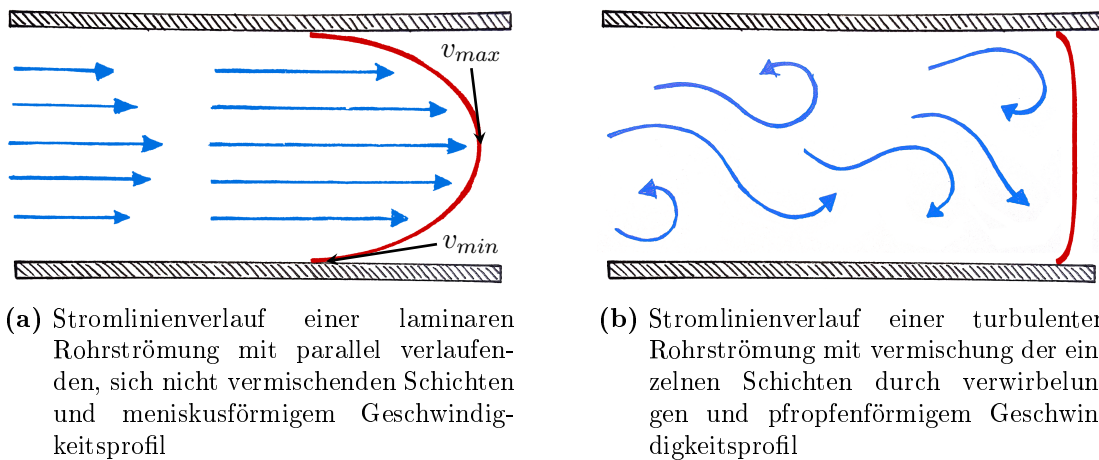 v_max
v_min
(a) Stromlinienverlauf einer laminaren
Rohrströmung mit parallel verlaufen-
den, sich nicht vermischenden Schichten
und meniskusförmigem Geschwindig-
keitsprofil
(b) Stromlinienverlauf einer turbulenten
Rohrströmung mit vermischung der ein-
zelnen Schichten durch verwirbelun-
gen und pfropfenförmigem Geschwin-
digkeitsprofil